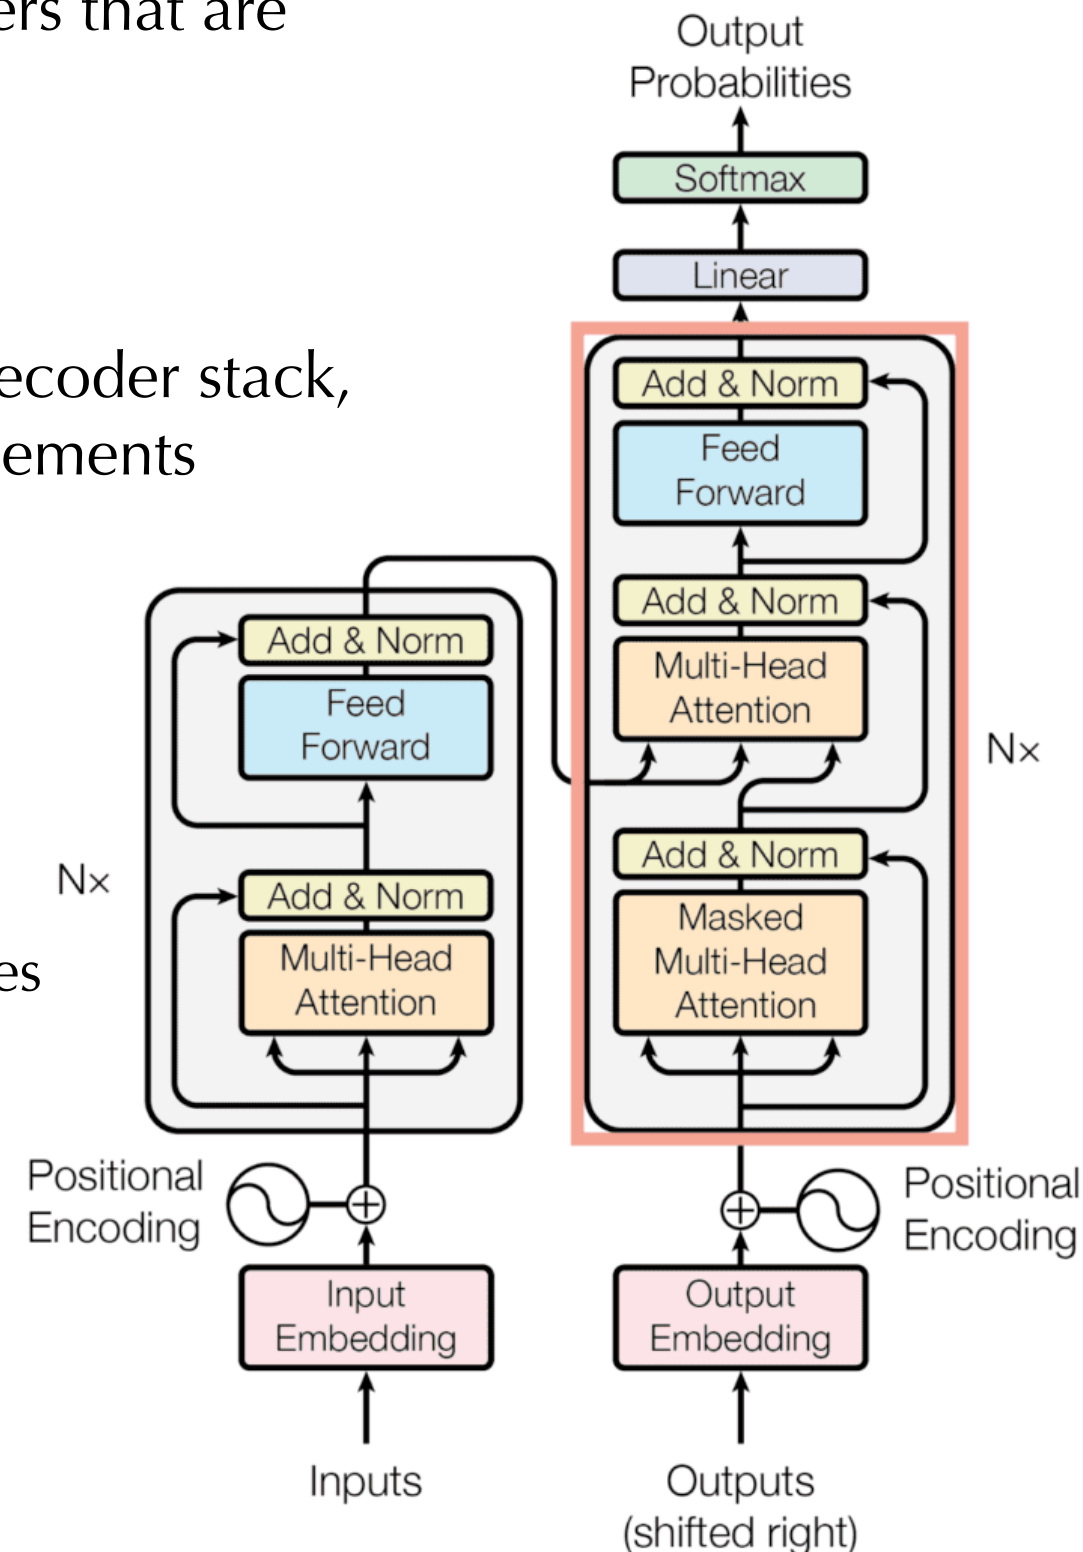 ers that are
ecoder stack,
ements
es
Output
Probabilities
Softmax
Linear
Add & Norm
Feed
Forward
Add & Norm
Multi-Head
Attention
Nx
Add & Norm
Masked
Multi-Head
Attention
Add & Norm
Feed
Forward
Nx
Add & Norm
Multi-Head
Attention
Positional
Encoding
Positional
Encoding
Input
Embedding
Output
Embedding
Inputs
Outputs
(shifted right)